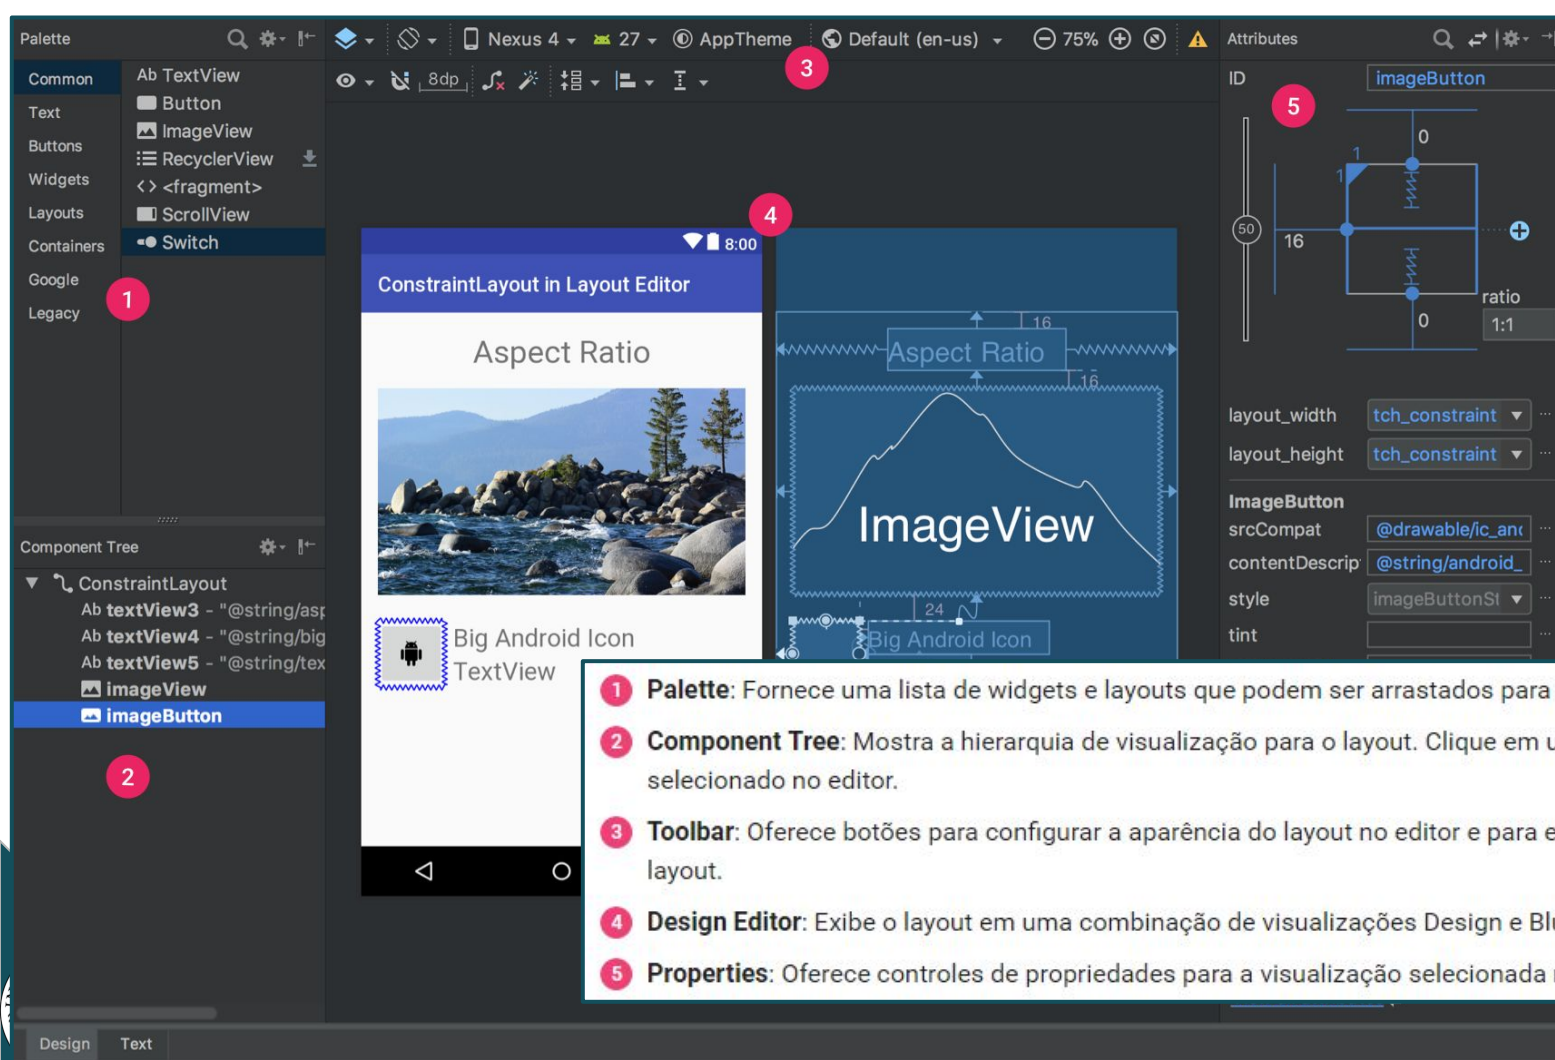 Palette
Nexus 4
27
AppTheme
Default (en-us)
75%
Attributes
Common
Text
Buttons
Widgets
Layouts
Containers
Google
Legacy
Ab TextView
Button
ImageView
RecyclerView
<fragment>
ScrollView
Switch
1
8dp
3
ID
imageButton
5
0
1
1
50
16
ratio
0
1:1
4
8:00
ConstraintLayout in Layout Editor
Aspect Ratio
Big Android Icon
TextView
16
Aspect Ratio
16
ImageView
24
Big Android Icon
layout_width
tch_constraint
layout_height
tch_constraint
ImageButton
srcCompat
@drawable/ic_and
contentDescrip
@string/android_
style
imageButtonSt
tint
Component Tree
ConstraintLayout
Ab textView3 - "@string/asp
Ab textView4 - "@string/big
Ab textView5 - "@string/tex
imageView
imageButton
2
1 Palette: Fornece uma lista de widgets e layouts que podem ser arrastados para
2 Component Tree: Mostra a hierarquia de visualização para o layout. Clique em u
selecionado no editor.
3 Toolbar: Oferece botões para configurar a aparência do layout no editor e para e
layout.
4 Design Editor: Exibe o layout em uma combinação de visualizações Design e Blu
5 Properties: Oferece controles de propriedades para a visualização selecionada
Design
Text